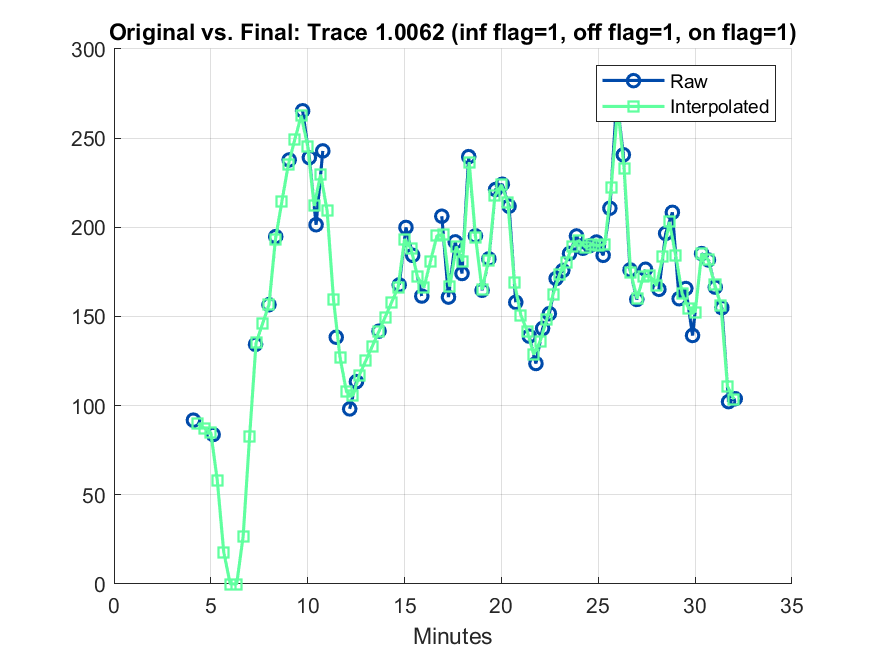 Original vs. Final: Trace 1.0062 (inf flag=1, off flag=1, on flag=1)
300
Raw
Interpolated
250
200
150
100
50
0
0 5 10 15 20 25 30 35
Minutes